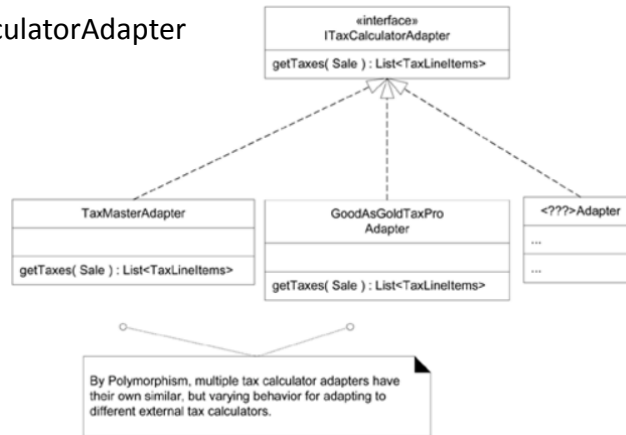 culatorAdapter
«interface»
ITaxCalculatorAdapter
getTaxes( Sale ) : List<TaxLineItems>
TaxMasterAdapter
getTaxes( Sale ) : List<TaxLineItems>
GoodAsGoldTaxPro
Adapter
getTaxes( Sale ) : List<TaxLineItems>
<???>Adapter
...
...
By Polymorphism, multiple tax calculator adapters have
their own similar, but varying behavior for adapting to
different external tax calculators.